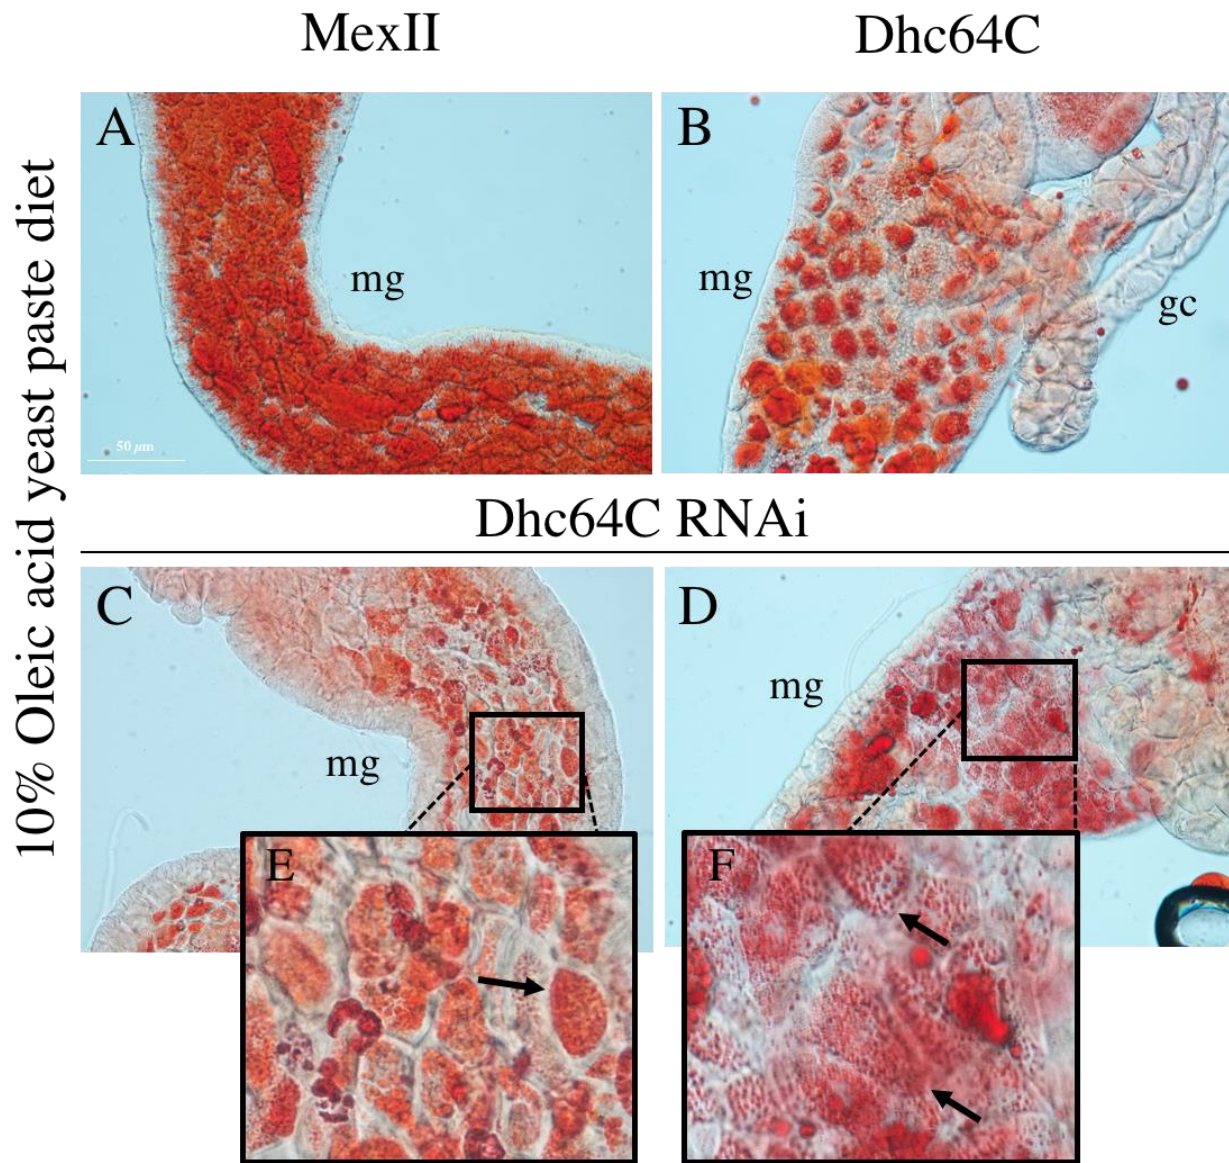 MexII
Dhc64C
10% Oleic acid yeast paste diet
A
mg
50 μm
B
mg
gc
Dhc64C RNAi
C
mg
D
mg
E
F